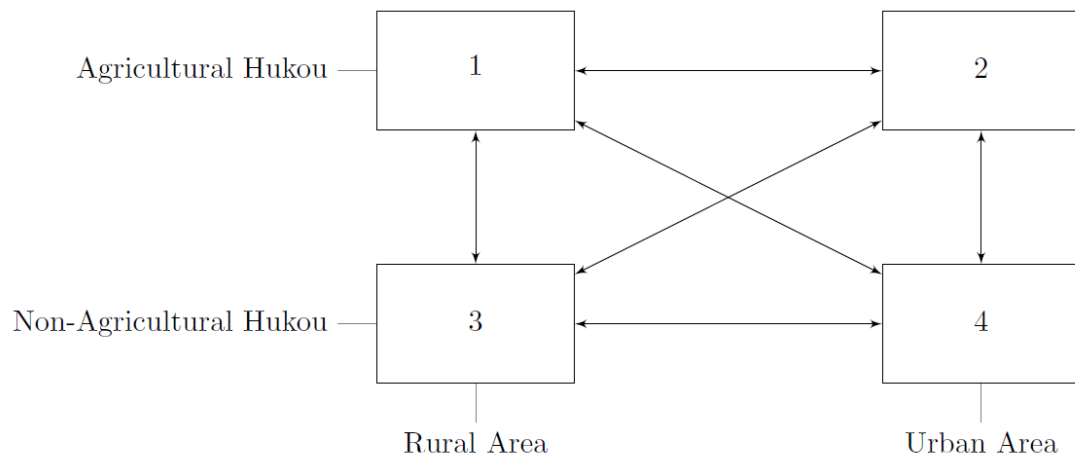 Agricultural Hukou
1
2
Non-Agricultural Hukou
3
4
Rural Area
Urban Area